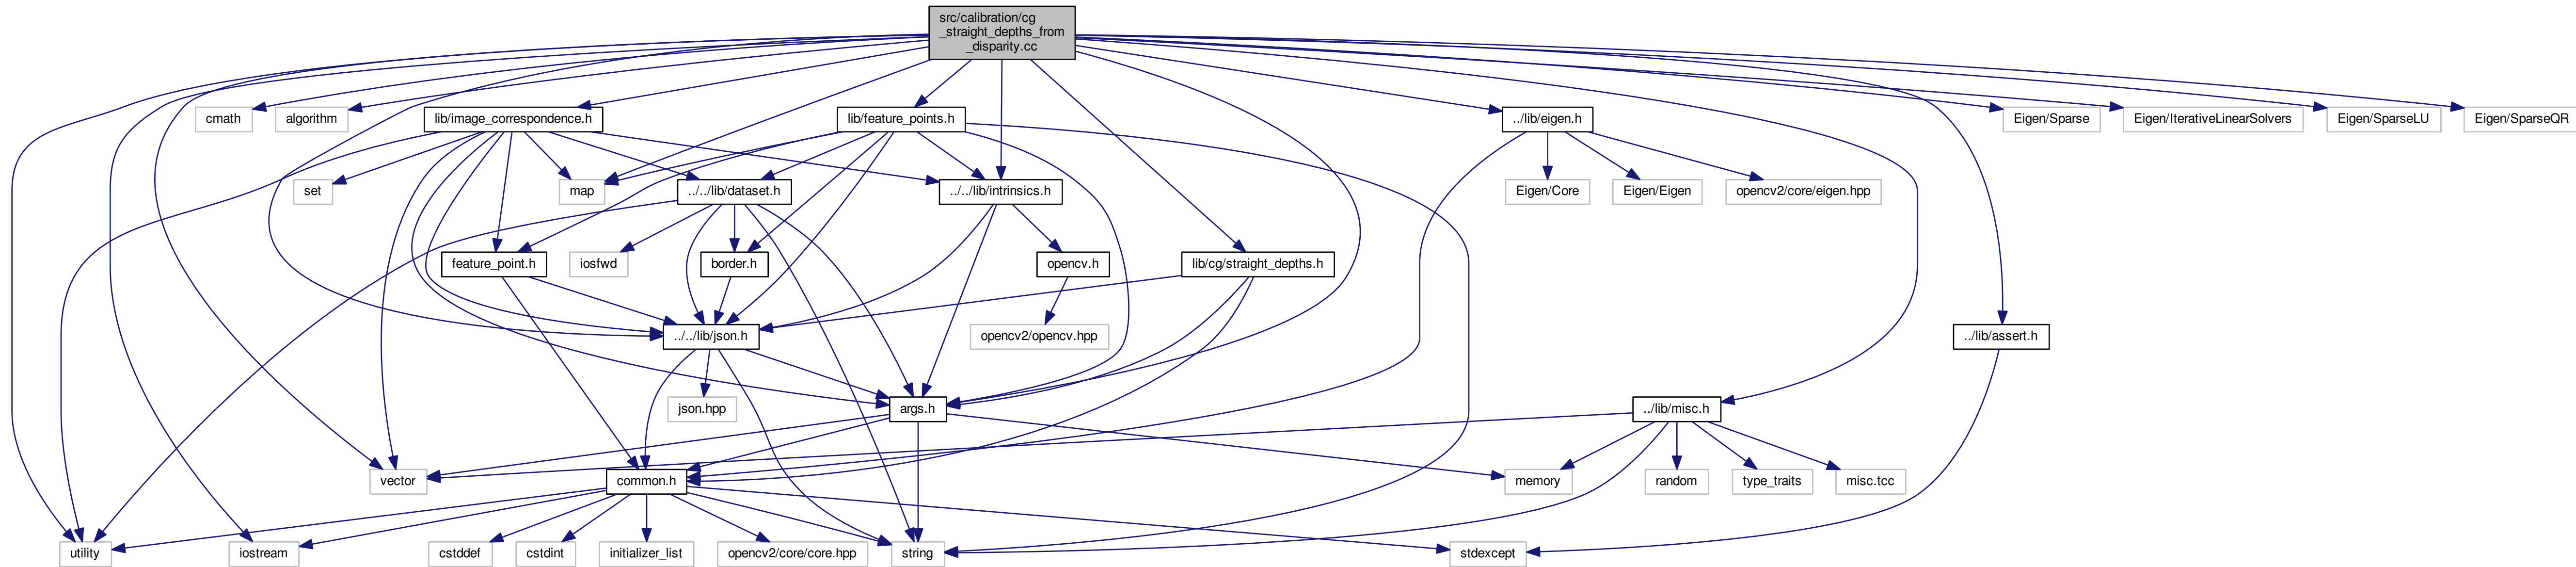 src/calibration/cg
_straight_depths_from
_disparity.cc
cmath
algorithm
lib/image_correspondence.h
lib/feature_points.h
../lib/eigen.h
Eigen/Sparse
Eigen/IterativeLinearSolvers
Eigen/SparseLU
Eigen/SparseQR
set
map
../../lib/dataset.h
../../lib/intrinsics.h
Eigen/Core
Eigen/Eigen
opencv2/core/eigen.hpp
feature_point.h
iosfwd
border.h
opencv.h
lib/cg/straight_depths.h
../../lib/json.h
opencv2/opencv.hpp
../lib/assert.h
json.hpp
args.h
../lib/misc.h
vector
common.h
memory
random
type_traits
misc.tcc
utility
iostream
cstddef
cstdint
initializer_list
opencv2/core/core.hpp
string
stdexcept